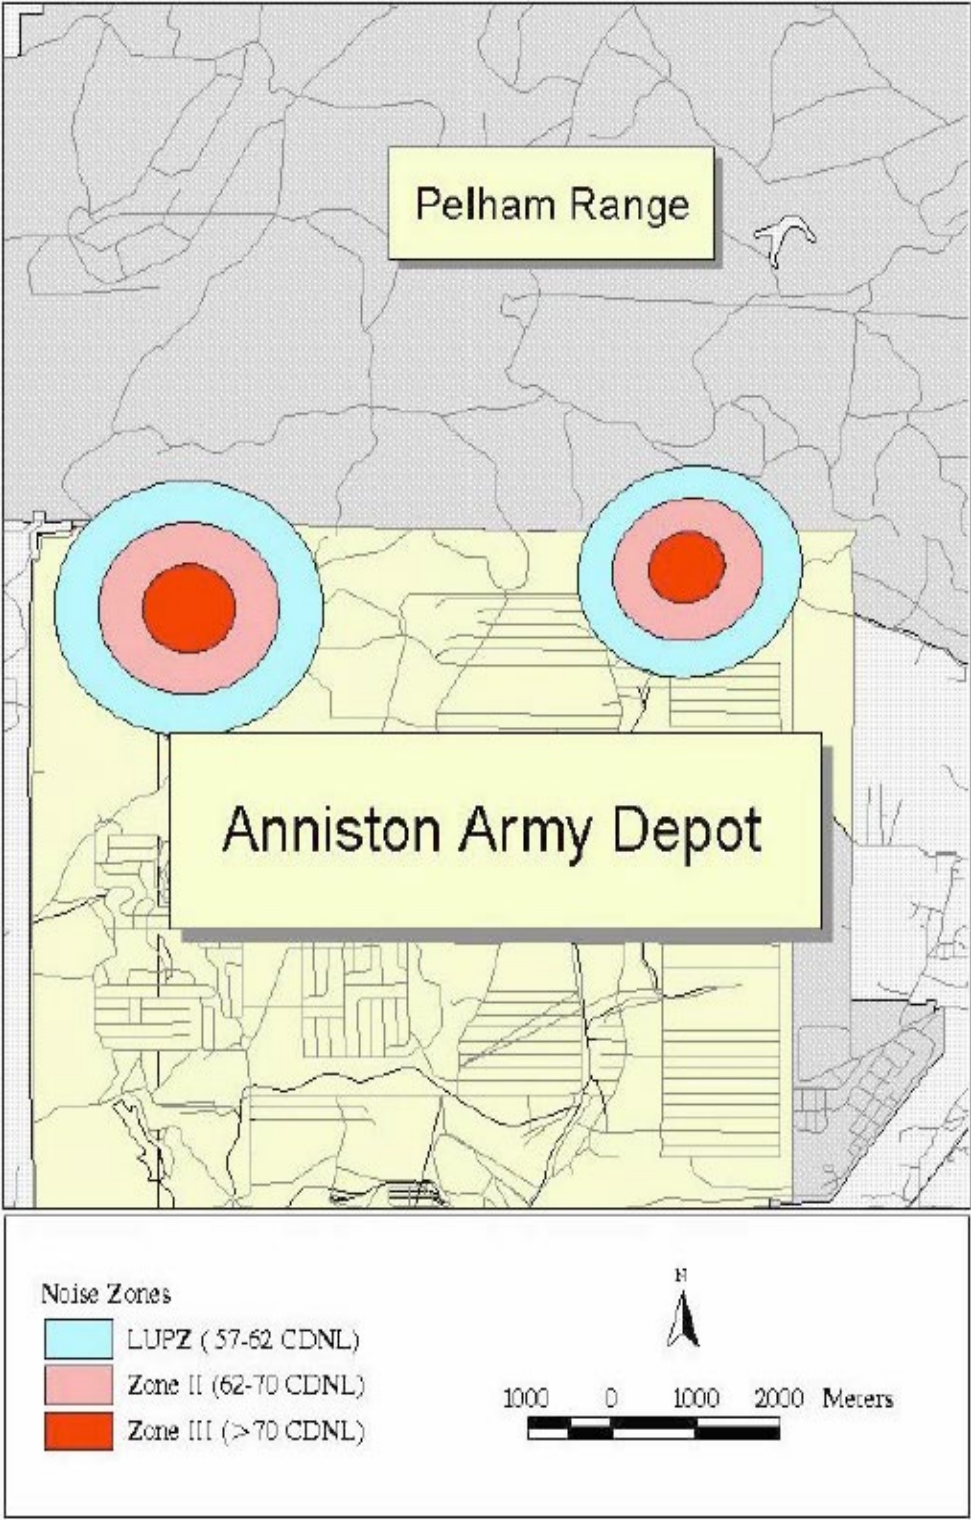 Pelham Range
Anniston Army Depot
Noise Zones
LUPZ ( 57-62 CDNL)
Zone II (62-70 CDNL)
Zone III (>70 CDNL)
N
1000 0 1000 2000 Meters